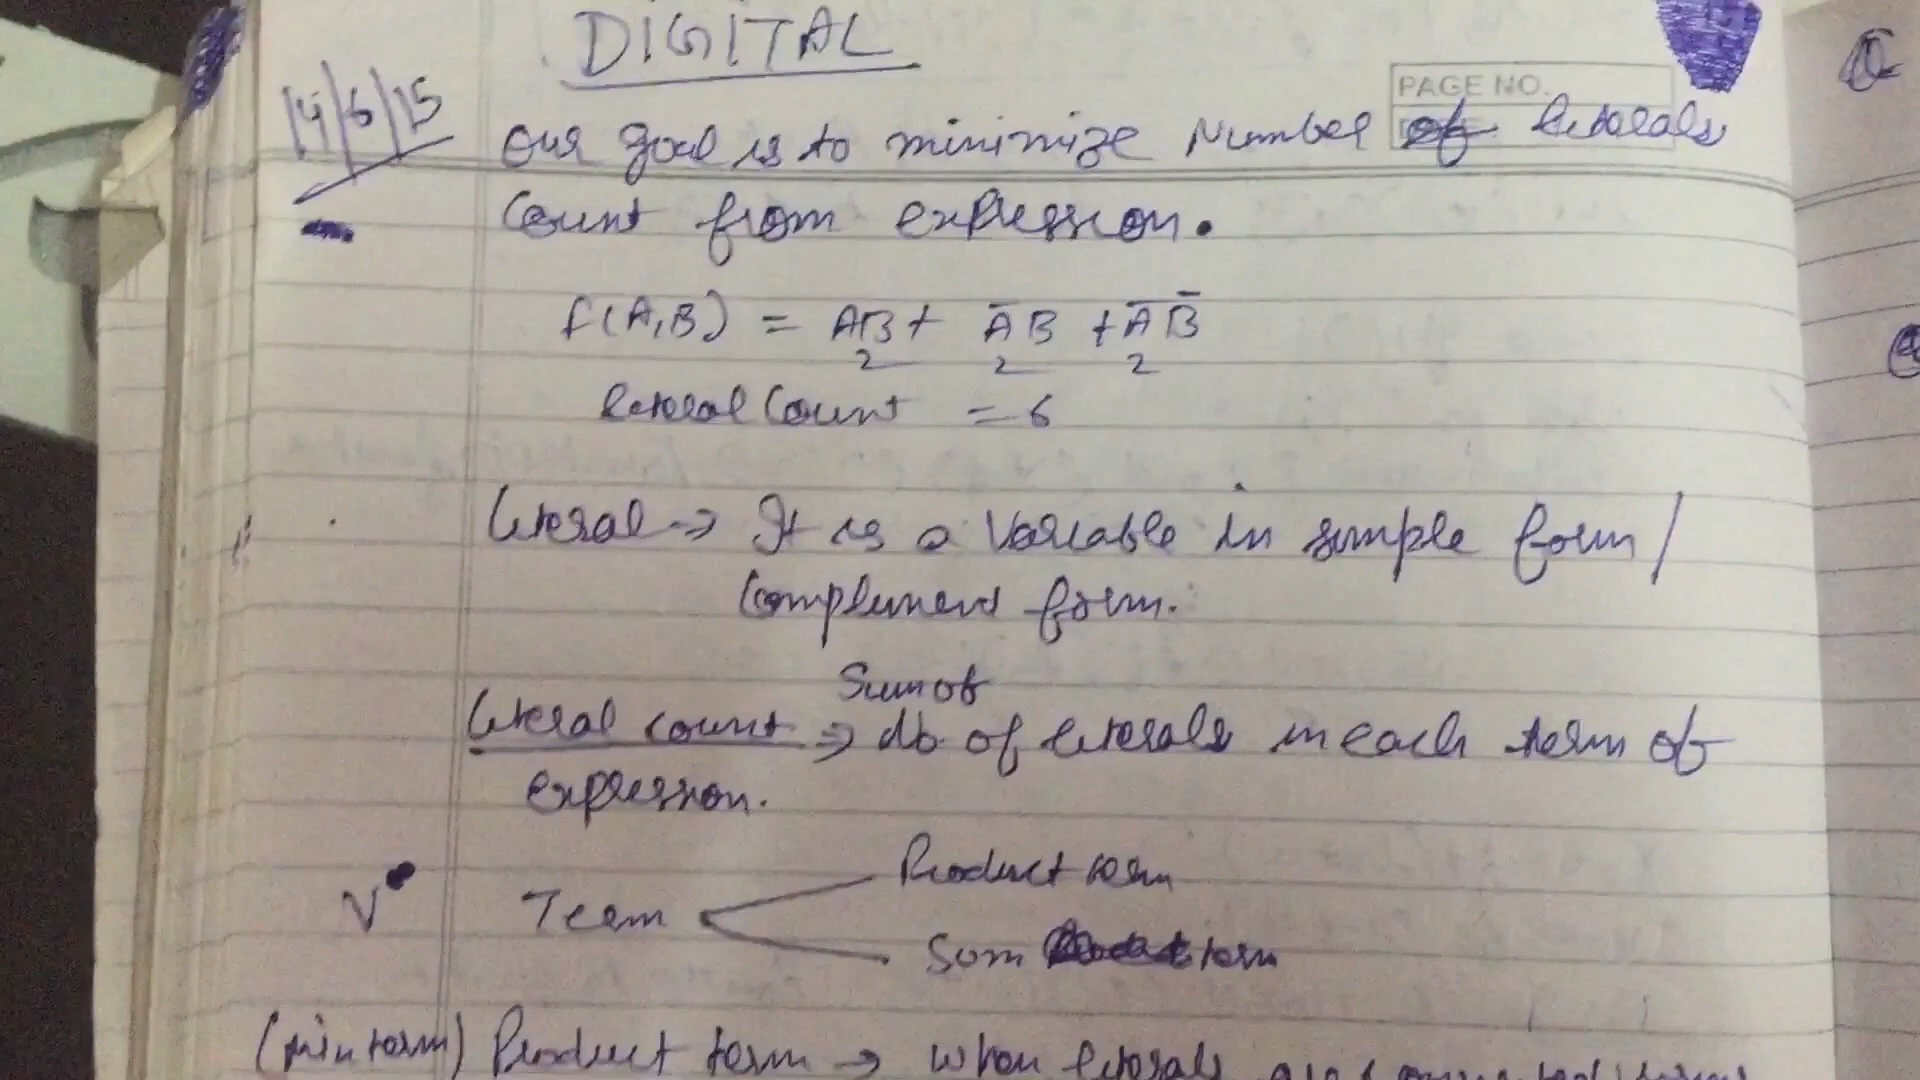 DIGITAL
PAGE NO.
14/6/15
Our goal is to minimize Number of literals
Count from expression.
f(A,B) = AB + A̅B + A̅ B̅
2 2 2
literal Count = 6
literal → It is a Variable in simple form /
Complement form.
Sum of
literal count ⇒ No of literals in each term of
expression.
V
Term
Product term
Sum term
(min term) Product term → when literals are